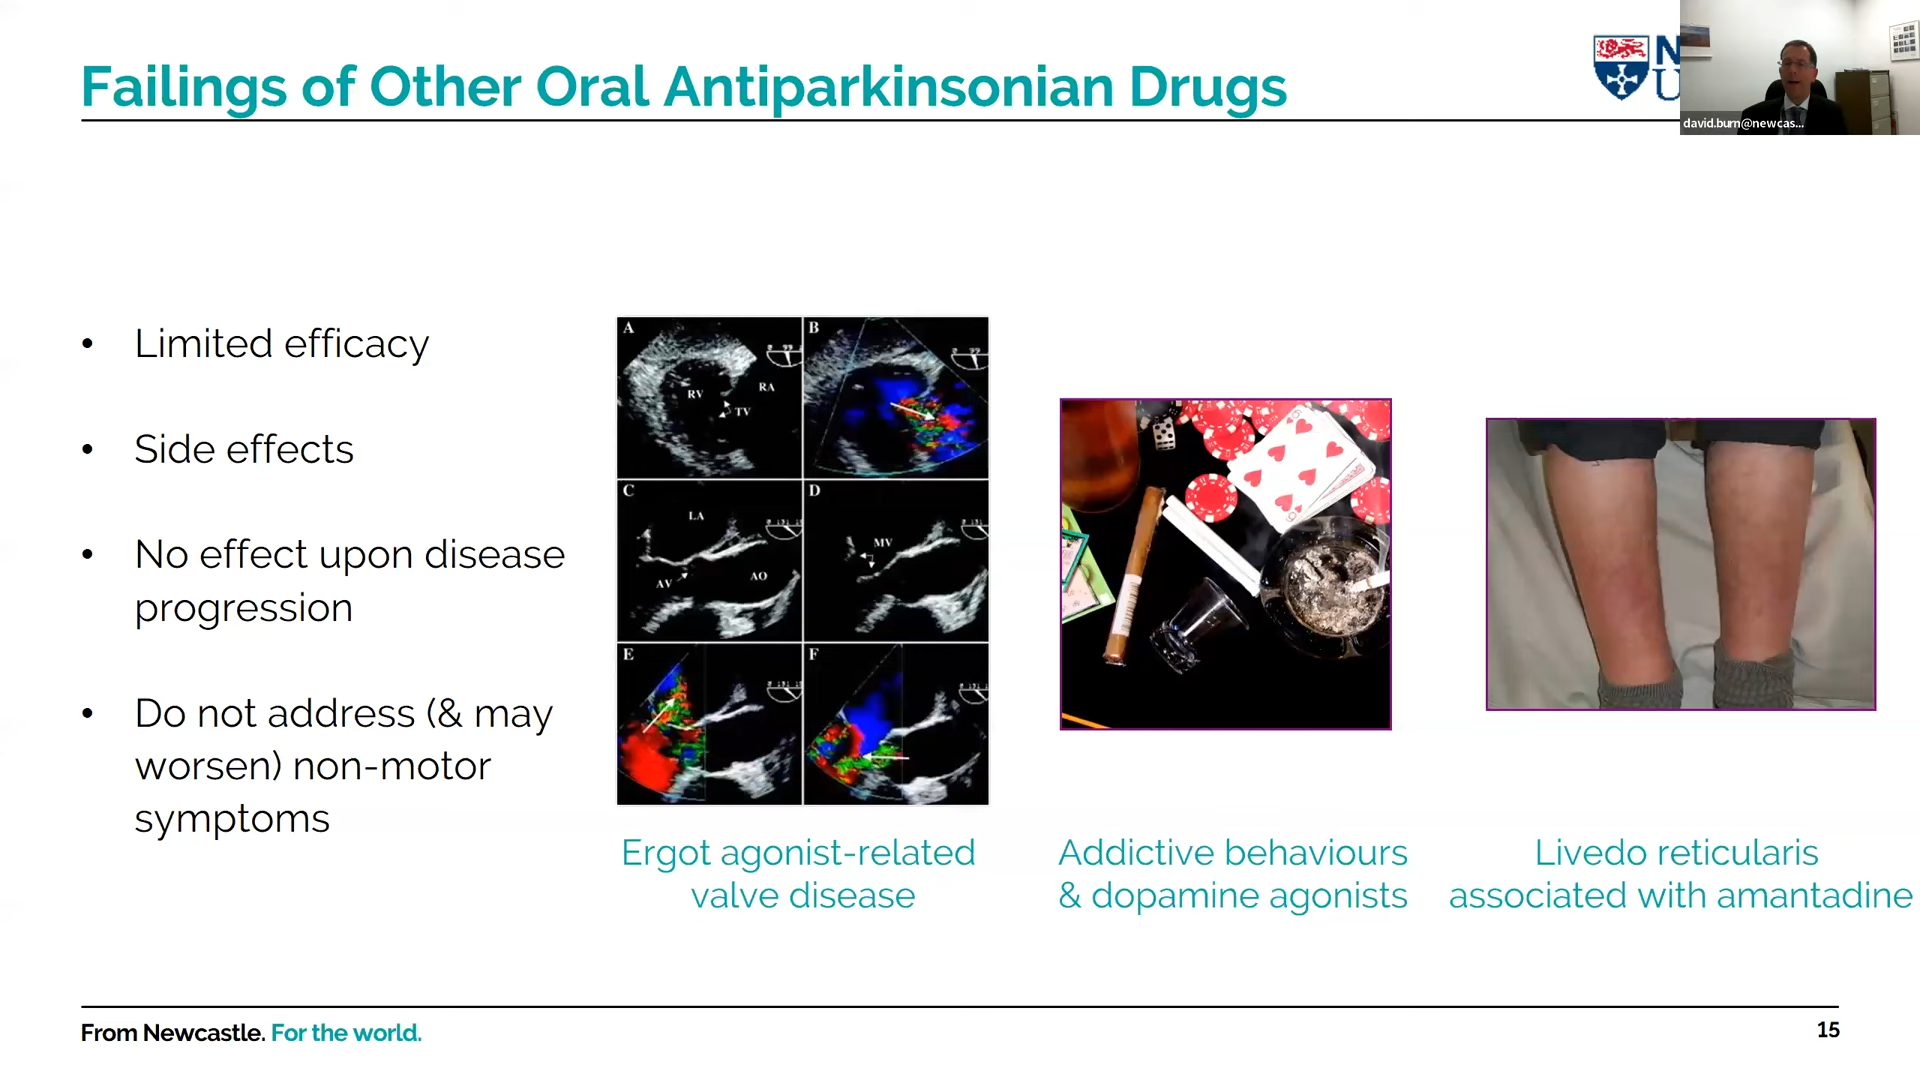 Failings of Other Oral Antiparkinsonian Drugs
N
U
david.burn@newcas...
• Limited efficacy
• Side effects
• No effect upon disease
progression
• Do not address (& may
worsen) non-motor
symptoms
A
RV
RA
TV
B
C
LA
AV
AO
D
MV
E
F
Ergot agonist-related
valve disease
Addictive behaviours
& dopamine agonists
Livedo reticularis
associated with amantadine
From Newcastle. For the world.
15